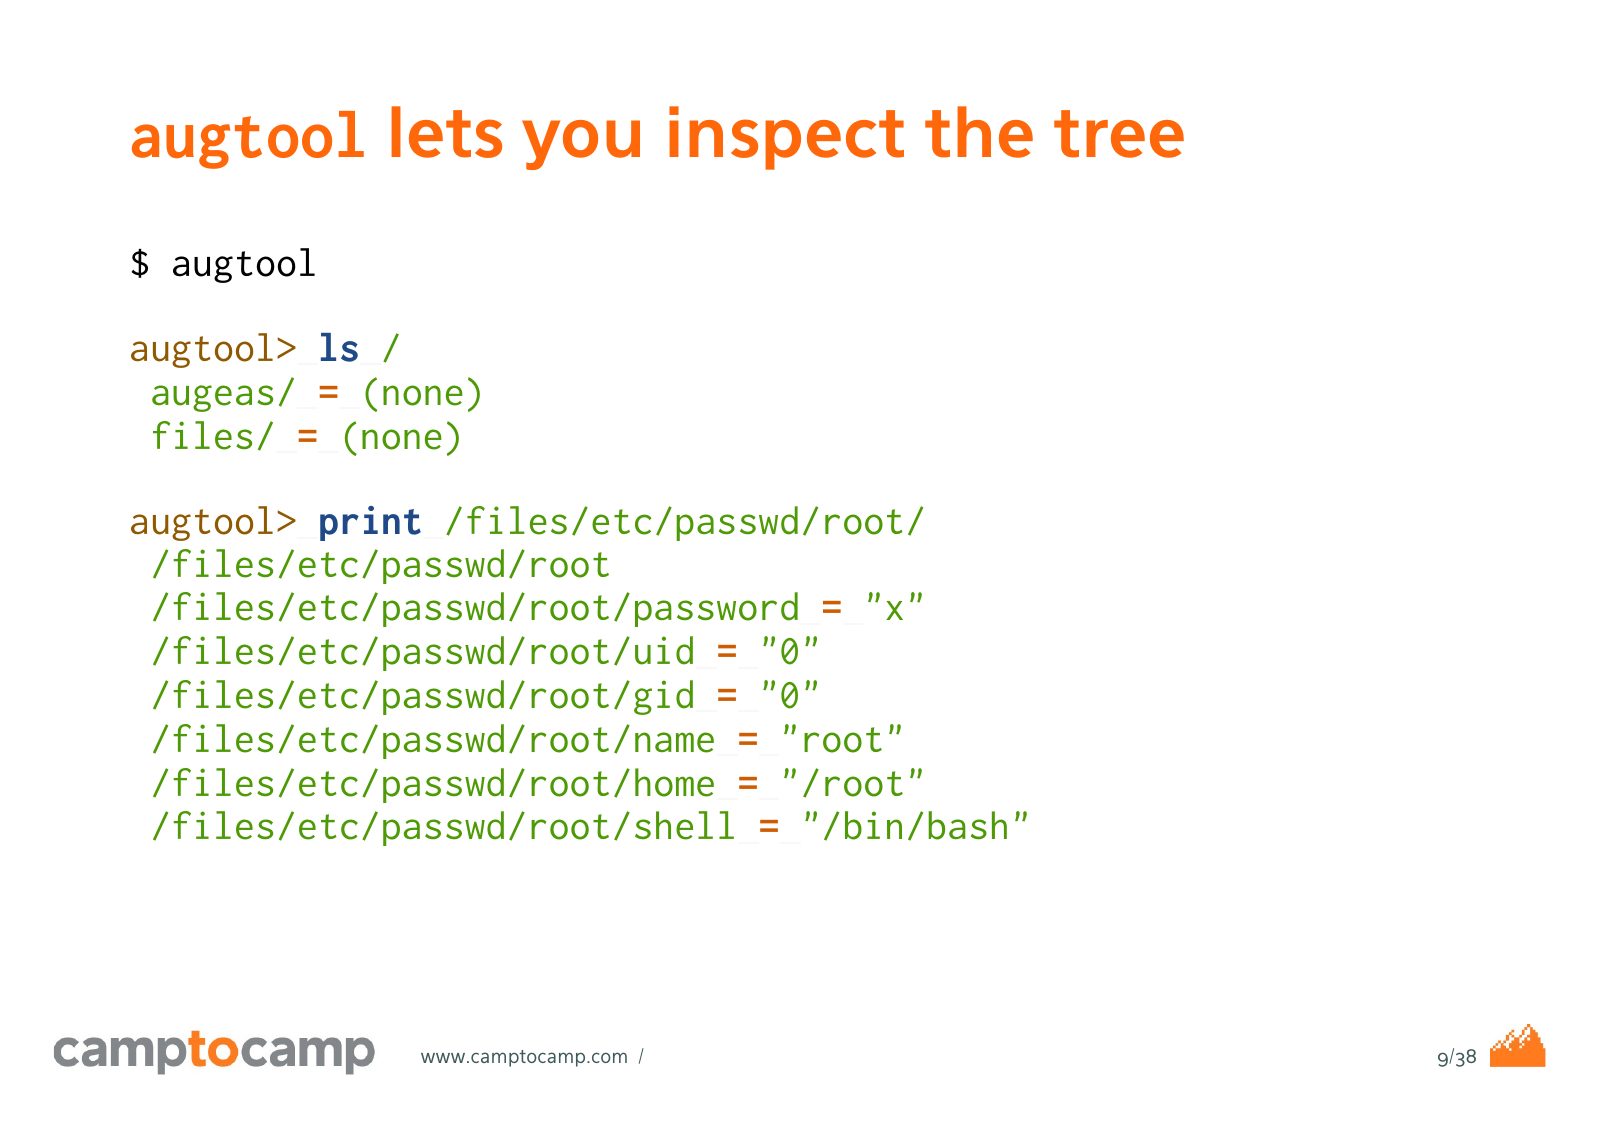 augtool lets you inspect the tree
$ augtool
augtool> ls /
augeas/ = (none)
files/ = (none)
augtool> print /files/etc/passwd/root/
/files/etc/passwd/root
/files/etc/passwd/root/password = "x"
/files/etc/passwd/root/uid = "0"
/files/etc/passwd/root/gid = "0"
/files/etc/passwd/root/name = "root"
/files/etc/passwd/root/home = "/root"
/files/etc/passwd/root/shell = "/bin/bash"
camptocamp www.camptocamp.com / 9/38